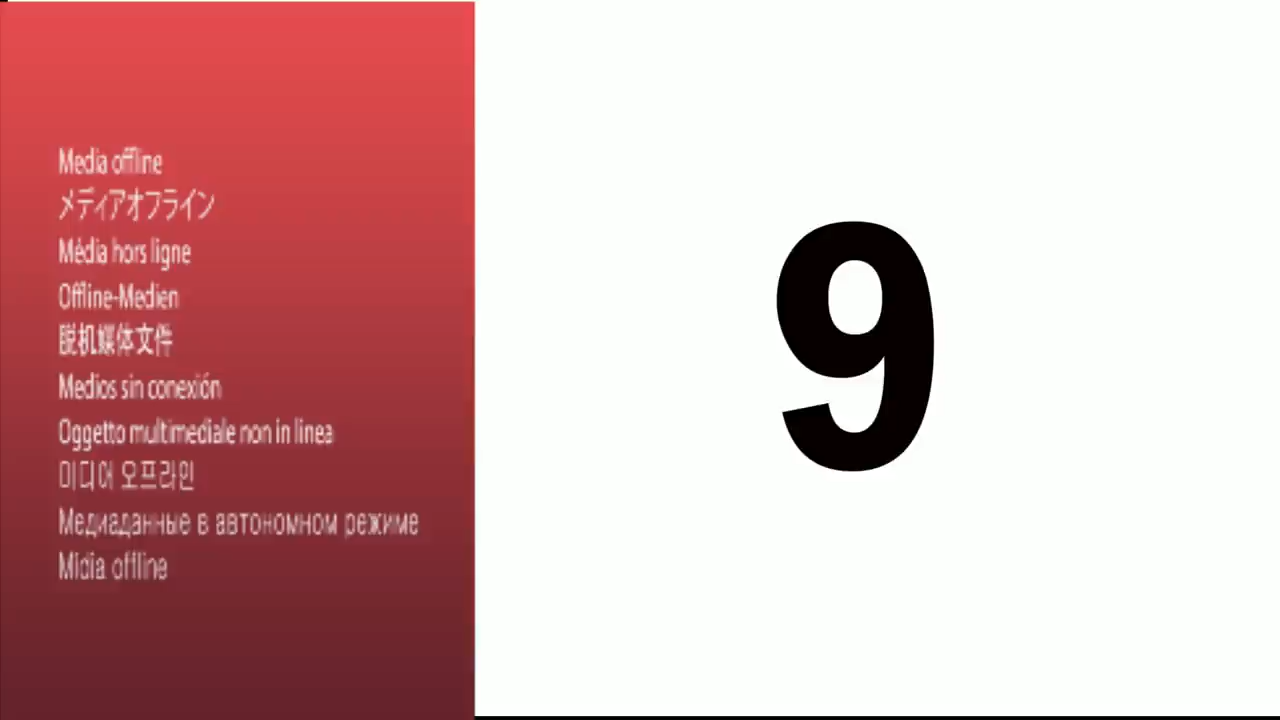 Media offline
メディアオフライン
Média hors ligne
Offline-Medien
脱机媒体文件
Medios sin conexión
Oggetto multimediale non in linea
미디어 오프라인
Медиаданные в автономном режиме
Mídia offline
9